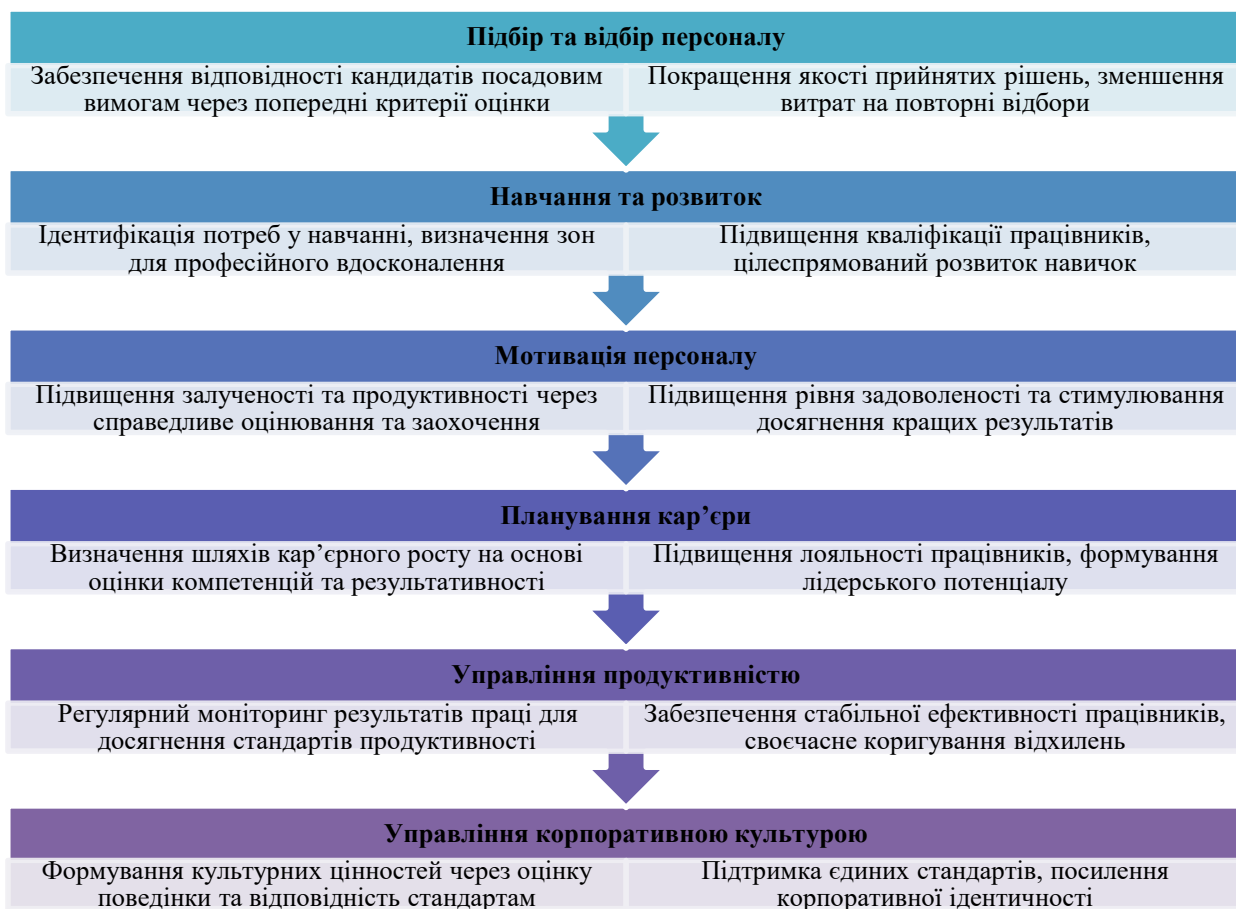 Підбір та відбір персоналу
Забезпечення відповідності кандидатів посадовим
вимогам через попередні критерії оцінки
Покращення якості прийнятих рішень, зменшення
витрат на повторні відбори
Навчання та розвиток
Ідентифікація потреб у навчанні, визначення зон
для професійного вдосконалення
Підвищення кваліфікації працівників,
цілеспрямований розвиток навичок
Мотивація персоналу
Підвищення залученості та продуктивності через
справедливе оцінювання та заохочення
Підвищення рівня задоволеності та стимулювання
досягнення кращих результатів
Планування кар’єри
Визначення шляхів кар’єрного росту на основі
оцінки компетенцій та результативності
Підвищення лояльності працівників, формування
лідерського потенціалу
Управління продуктивністю
Регулярний моніторинг результатів праці для
досягнення стандартів продуктивності
Забезпечення стабільної ефективності працівників,
своєчасне коригування відхилень
Управління корпоративною культурою
Формування культурних цінностей через оцінку
поведінки та відповідність стандартам
Підтримка єдиних стандартів, посилення
корпоративної ідентичності